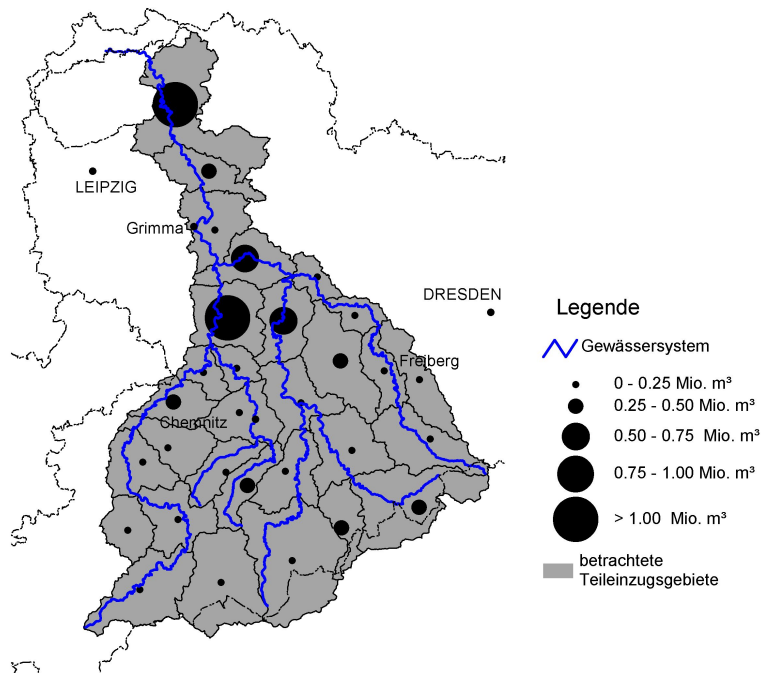 LEIPZIG
Grimma
DRESDEN
Freiberg
Chemnitz
Legende
Gewässersystem
0 - 0.25 Mio. m³
0.25 - 0.50 Mio. m³
0.50 - 0.75 Mio. m³
0.75 - 1.00 Mio. m³
> 1.00 Mio. m³
betrachtete
Teileinzugsgebiete